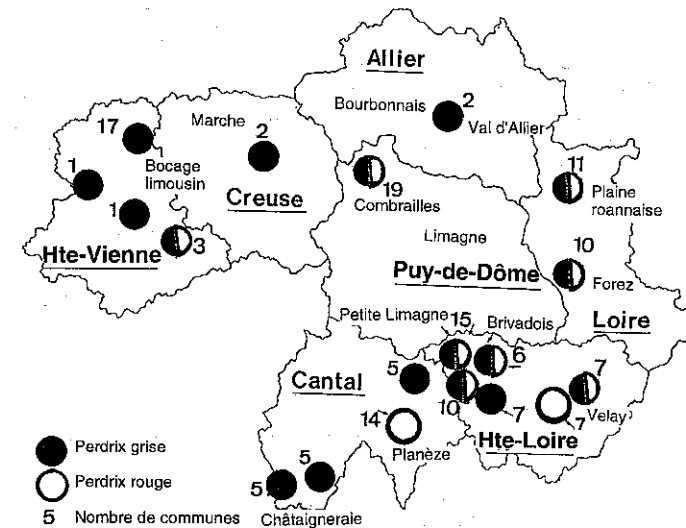 Allier
Bourbonnais
2
Val d'Allier
17
Marche
2
Bocage
limousin
1
1
Creuse
19
Combrailles
11
Plaine
roannaise
3
Hte-Vienne
Limagne
10
Puy-de-Dôme
Forez
Petite Limagne
15
Brivadois
Loire
6
Cantal
5
7
10
7
7
Velay
14
Hte-Loire
Planèze
Perdrix grise
5
5
Perdrix rouge
5 Nombre de communes
Châtaigneraie